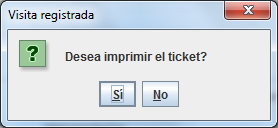 Visita registrada
Desea imprimir el ticket?
Sí No